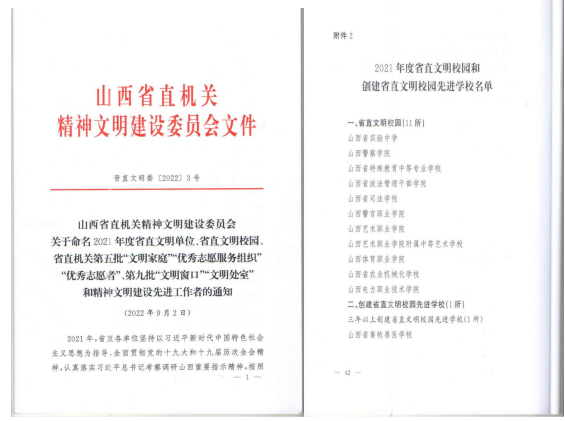 山西省直机关
精神文明建设委员会文件
晋直文明委〔2022〕3号
山西省直机关精神文明建设委员会
关于命名2021年度省直文明单位、省直文明校园、
省直机关第五批“文明家庭”“优秀志愿服务组织”
“优秀志愿者”、第九批“文明窗口”“文明处室”
和精神文明建设先进工作者的通知
(2022年9月2日)
2021年,省直各单位坚持以习近平新时代中国特色社会
主义思想为指导,全面贯彻党的十九大和十九届历次全会精
神,认真落实习近平总书记考察调研山西重要指示精神,按照
— 1 —
附件2
2021年度省直文明校园和
创建省直文明校园先进学校名单
一、省直文明校园(11所)
山西省实验中学
山西警察学院
山西省特殊教育中等专业学校
山西省政法管理干部学院
山西省司法学校
山西警官职业学院
山西艺术职业学院
山西艺术职业学院附属中等艺术学校
山西体育职业学院
山西省农业机械化学校
山西电力职业技术学院
二、创建省直文明校园先进学校(1所)
三年以上创建省直文明校园先进学校(1所)
山西省畜牧兽医学校
— 42 —